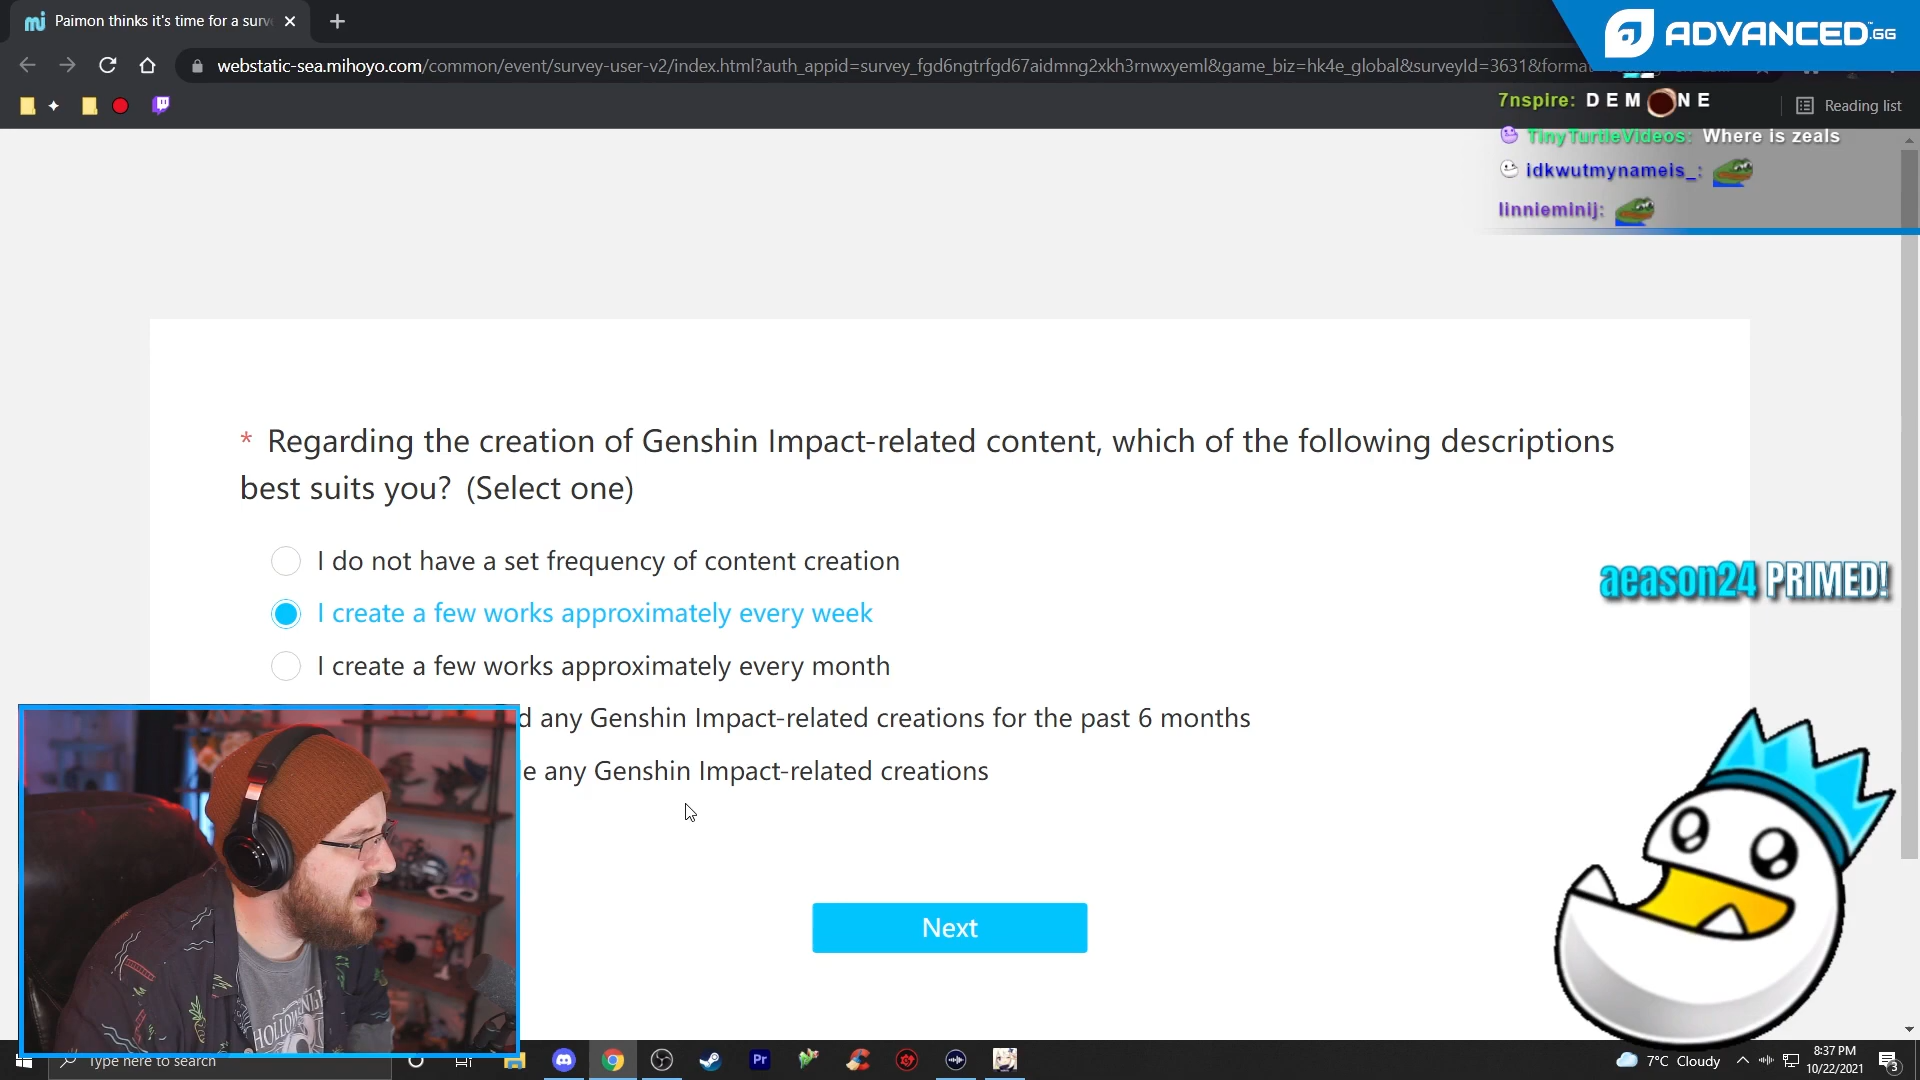 Paimon thinks it's time for a surv
ADVANCED.GG
webstatic-sea.mihoyo.com/common/event/survey-user-v2/index.html?auth_appid=survey_fgd6ngtrfgd67aidmng2xkh3rnwxyeml&game_biz=hk4e_global&surveyId=3631&format
Reading list
7nspire: D E M N E
TinyTurtleVideos: Where is zeals
idkwutmynameis_:
linnieminij:
* Regarding the creation of Genshin Impact-related content, which of the following descriptions
best suits you? (Select one)
I do not have a set frequency of content creation
I create a few works approximately every week
I create a few works approximately every month
d any Genshin Impact-related creations for the past 6 months
e any Genshin Impact-related creations
aeason24 PRIMED!
Next
HOLLOW
Type here to search
Pr
7°C Cloudy
8:37 PM
10/22/2021
3